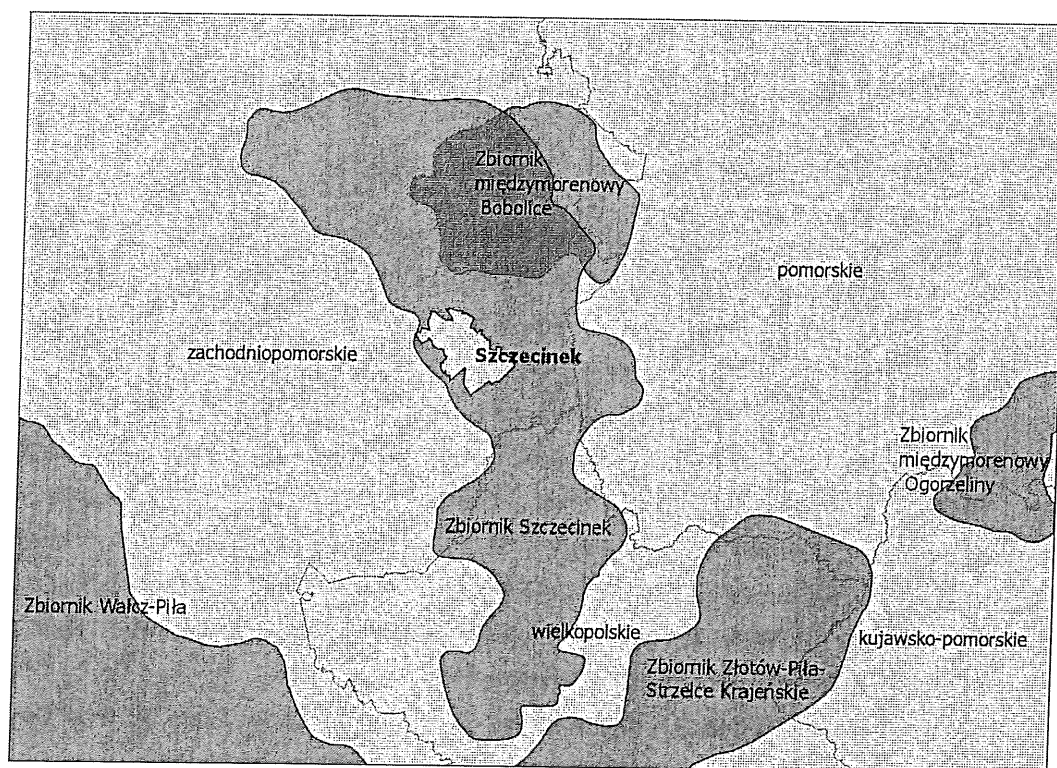 Zbiornik
międzymorenowy
Bobolice
pomorskie
zachodniopomorskie
Szczecinek
Zbiornik
międzymorenowy
Ogorzeliny
Zbiornik Szczecinek
Zbiornik Wałcz-Piła
wielkopolskie
kujawsko-pomorskie
Zbiornik Złotów-Piła-
Strzelce Krajeńskie